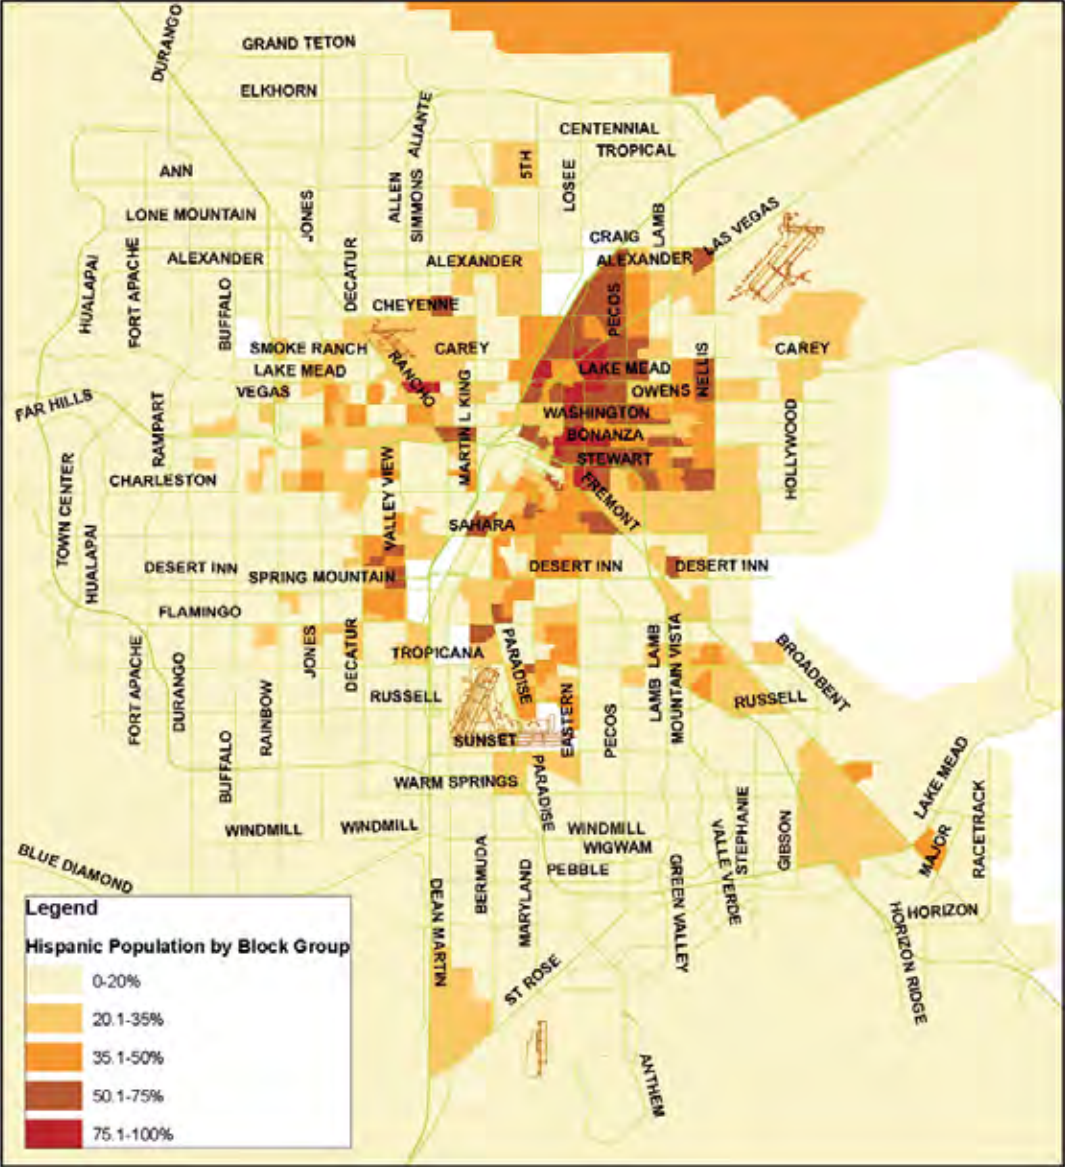 DURANGO
GRAND TETON
ELKHORN
ALIANTE
CENTENNIAL
TROPICAL
5TH
LOSEE
ANN
ALLEN
SIMMONS
JONES
LAMB
LAS VEGAS
LONE MOUNTAIN
CRAIG
ALEXANDER
ALEXANDER
ALEXANDER
HUALAPAI
FORT APACHE
BUFFALO
DECATUR
CHEYENNE
PECOS
SMOKE RANCH
CAREY
CAREY
LAKE MEAD
RANCHO
LAKE MEAD
NELLIS
VEGAS
OWENS
FAR HILLS
MARTIN L KING
WASHINGTON
RAMPART
BONANZA
HOLLYWOOD
STEWART
TOWN CENTER
CHARLESTON
VALLEY VIEW
FREMONT
SAHARA
HUALAPAI
DESERT INN
DESERT INN
DESERT INN
SPRING MOUNTAIN
FLAMINGO
FORT APACHE
DURANGO
JONES
DECATUR
TROPICANA
PARADISE
LAMB
LAMB
MOUNTAIN VISTA
BROADBENT
RUSSELL
RUSSELL
RAINBOW
EASTERN
PECOS
SUNSET
BUFFALO
WARM SPRINGS
PARADISE
LAKE MEAD
STEPHANIE
GIBSON
RACETRACK
WINDMILL
WINDMILL
WINDMILL
WIGWAM
VALLE VERDE
MAJOR
BLUE DIAMOND
BERMUDA
PEBBLE
MARYLAND
GREEN VALLEY
DEAN MARTIN
HORIZON
HORIZON RIDGE
ST ROSE
ANTHEM
Legend
Hispanic Population by Block Group
0-20%
20.1-35%
35.1-50%
50.1-75%
75.1-100%